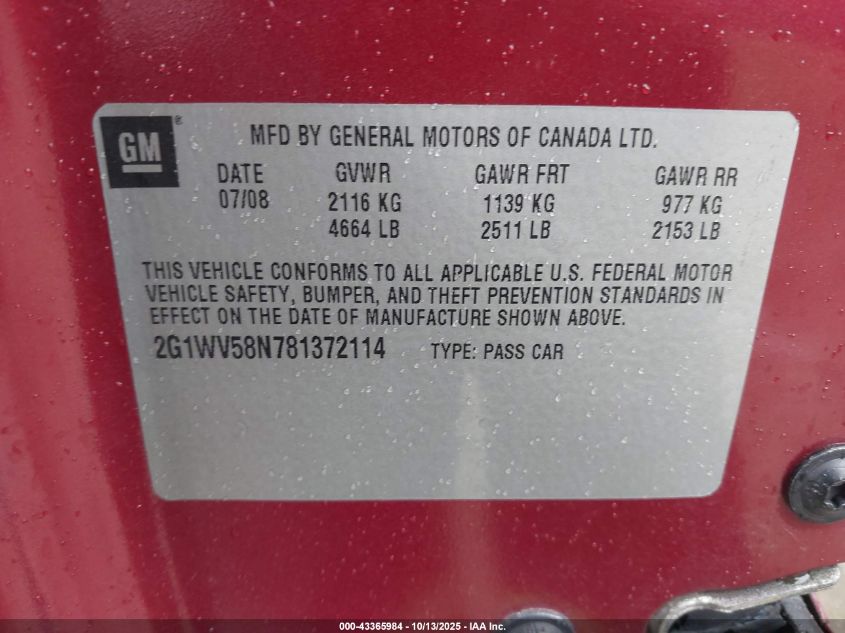 GM®
MFD BY GENERAL MOTORS OF CANADA LTD.
DATE GVWR GAWR FRT GAWR RR
07/08 2116 KG 1139 KG 977 KG
4664 LB 2511 LB 2153 LB
THIS VEHICLE CONFORMS TO ALL APPLICABLE U.S. FEDERAL MOTOR
VEHICLE SAFETY, BUMPER, AND THEFT PREVENTION STANDARDS IN
EFFECT ON THE DATE OF MANUFACTURE SHOWN ABOVE.
2G1WV58N781372114 TYPE: PASS CAR
000-43365984 | 10/13/2025 - IAA Inc.